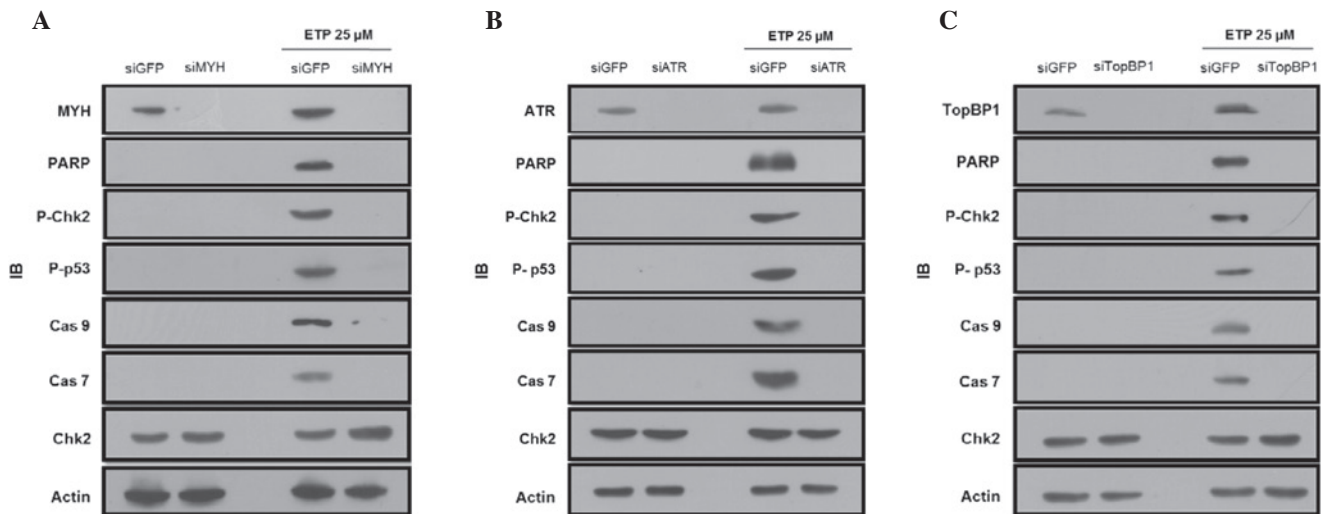 A
ETP 25 µM
siGFP siMYH siGFP siMYH
MYH
PARP
P-Chk2
P-p53
Cas 9
Cas 7
Chk2
Actin
IB
B
ETP 25 µM
siGFP siATR siGFP siATR
ATR
PARP
P-Chk2
P- p53
Cas 9
Cas 7
Chk2
Actin
IB
C
ETP 25 µM
siGFP siTopBP1 siGFP siTopBP1
TopBP1
PARP
P-Chk2
P- p53
Cas 9
Cas 7
Chk2
Actin
IB